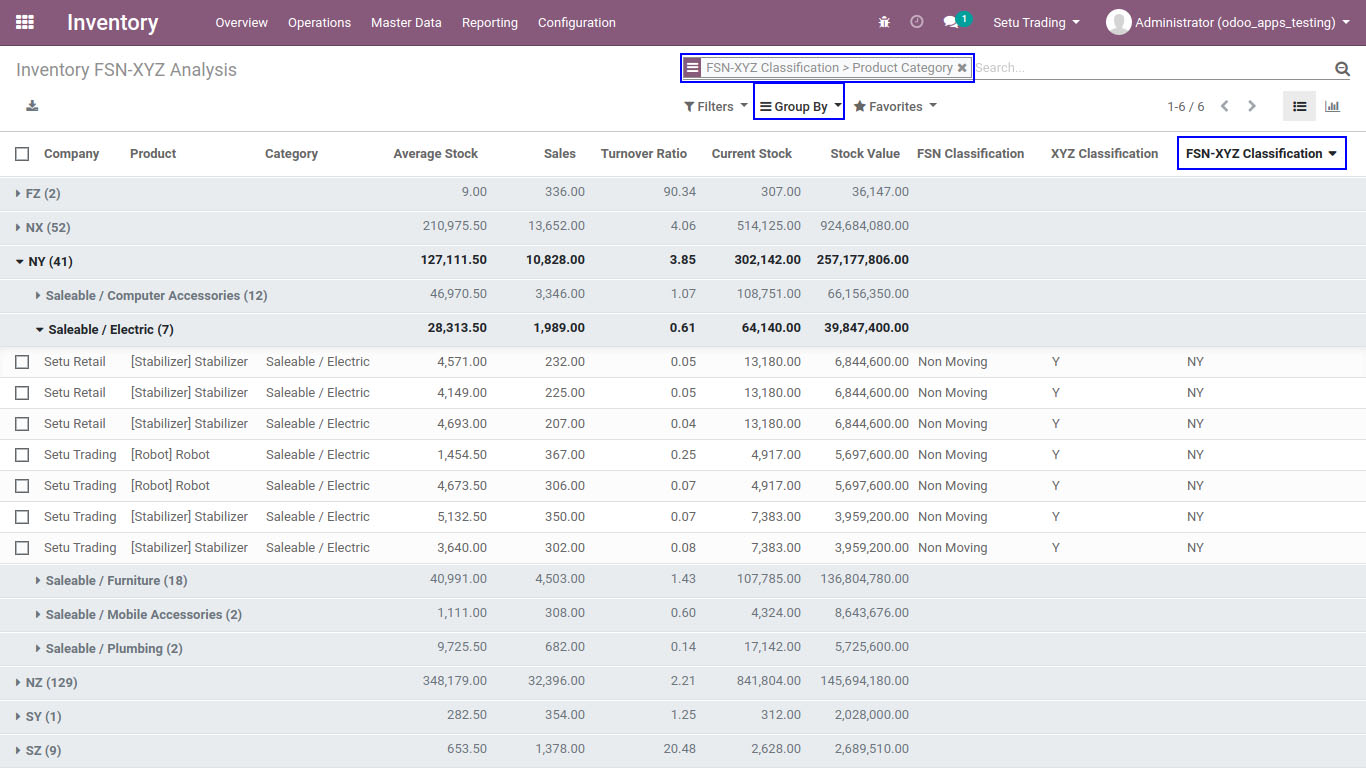 Inventory Overview Operations Master Data Reporting Configuration 1 Setu Trading Administrator (odoo_apps_testing)
Inventory FSN-XYZ Analysis FSN-XYZ Classification > Product Category Search...
Filters Group By Favorites 1-6 / 6
Company Product Category Average Stock Sales Turnover Ratio Current Stock Stock Value FSN Classification XYZ Classification FSN-XYZ Classification
FZ (2) 9.00 336.00 90.34 307.00 36,147.00
NX (52) 210,975.50 13,652.00 4.06 514,125.00 924,684,080.00
NY (41) 127,111.50 10,828.00 3.85 302,142.00 257,177,806.00
Saleable / Computer Accessories (12) 46,970.50 3,346.00 1.07 108,751.00 66,156,350.00
Saleable / Electric (7) 28,313.50 1,989.00 0.61 64,140.00 39,847,400.00
Setu Retail [Stabilizer] Stabilizer Saleable / Electric 4,571.00 232.00 0.05 13,180.00 6,844,600.00 Non Moving Y NY
Setu Retail [Stabilizer] Stabilizer Saleable / Electric 4,149.00 225.00 0.05 13,180.00 6,844,600.00 Non Moving Y NY
Setu Retail [Stabilizer] Stabilizer Saleable / Electric 4,693.00 207.00 0.04 13,180.00 6,844,600.00 Non Moving Y NY
Setu Trading [Robot] Robot Saleable / Electric 1,454.50 367.00 0.25 4,917.00 5,697,600.00 Non Moving Y NY
Setu Trading [Robot] Robot Saleable / Electric 4,673.50 306.00 0.07 4,917.00 5,697,600.00 Non Moving Y NY
Setu Trading [Stabilizer] Stabilizer Saleable / Electric 5,132.50 350.00 0.07 7,383.00 3,959,200.00 Non Moving Y NY
Setu Trading [Stabilizer] Stabilizer Saleable / Electric 3,640.00 302.00 0.08 7,383.00 3,959,200.00 Non Moving Y NY
Saleable / Furniture (18) 40,991.00 4,503.00 1.43 107,785.00 136,804,780.00
Saleable / Mobile Accessories (2) 1,111.00 308.00 0.60 4,324.00 8,643,676.00
Saleable / Plumbing (2) 9,725.50 682.00 0.14 17,142.00 5,725,600.00
NZ (129) 348,179.00 32,396.00 2.21 841,804.00 145,694,180.00
SY (1) 282.50 354.00 1.25 312.00 2,028,000.00
SZ (9) 653.50 1,378.00 20.48 2,628.00 2,689,510.00